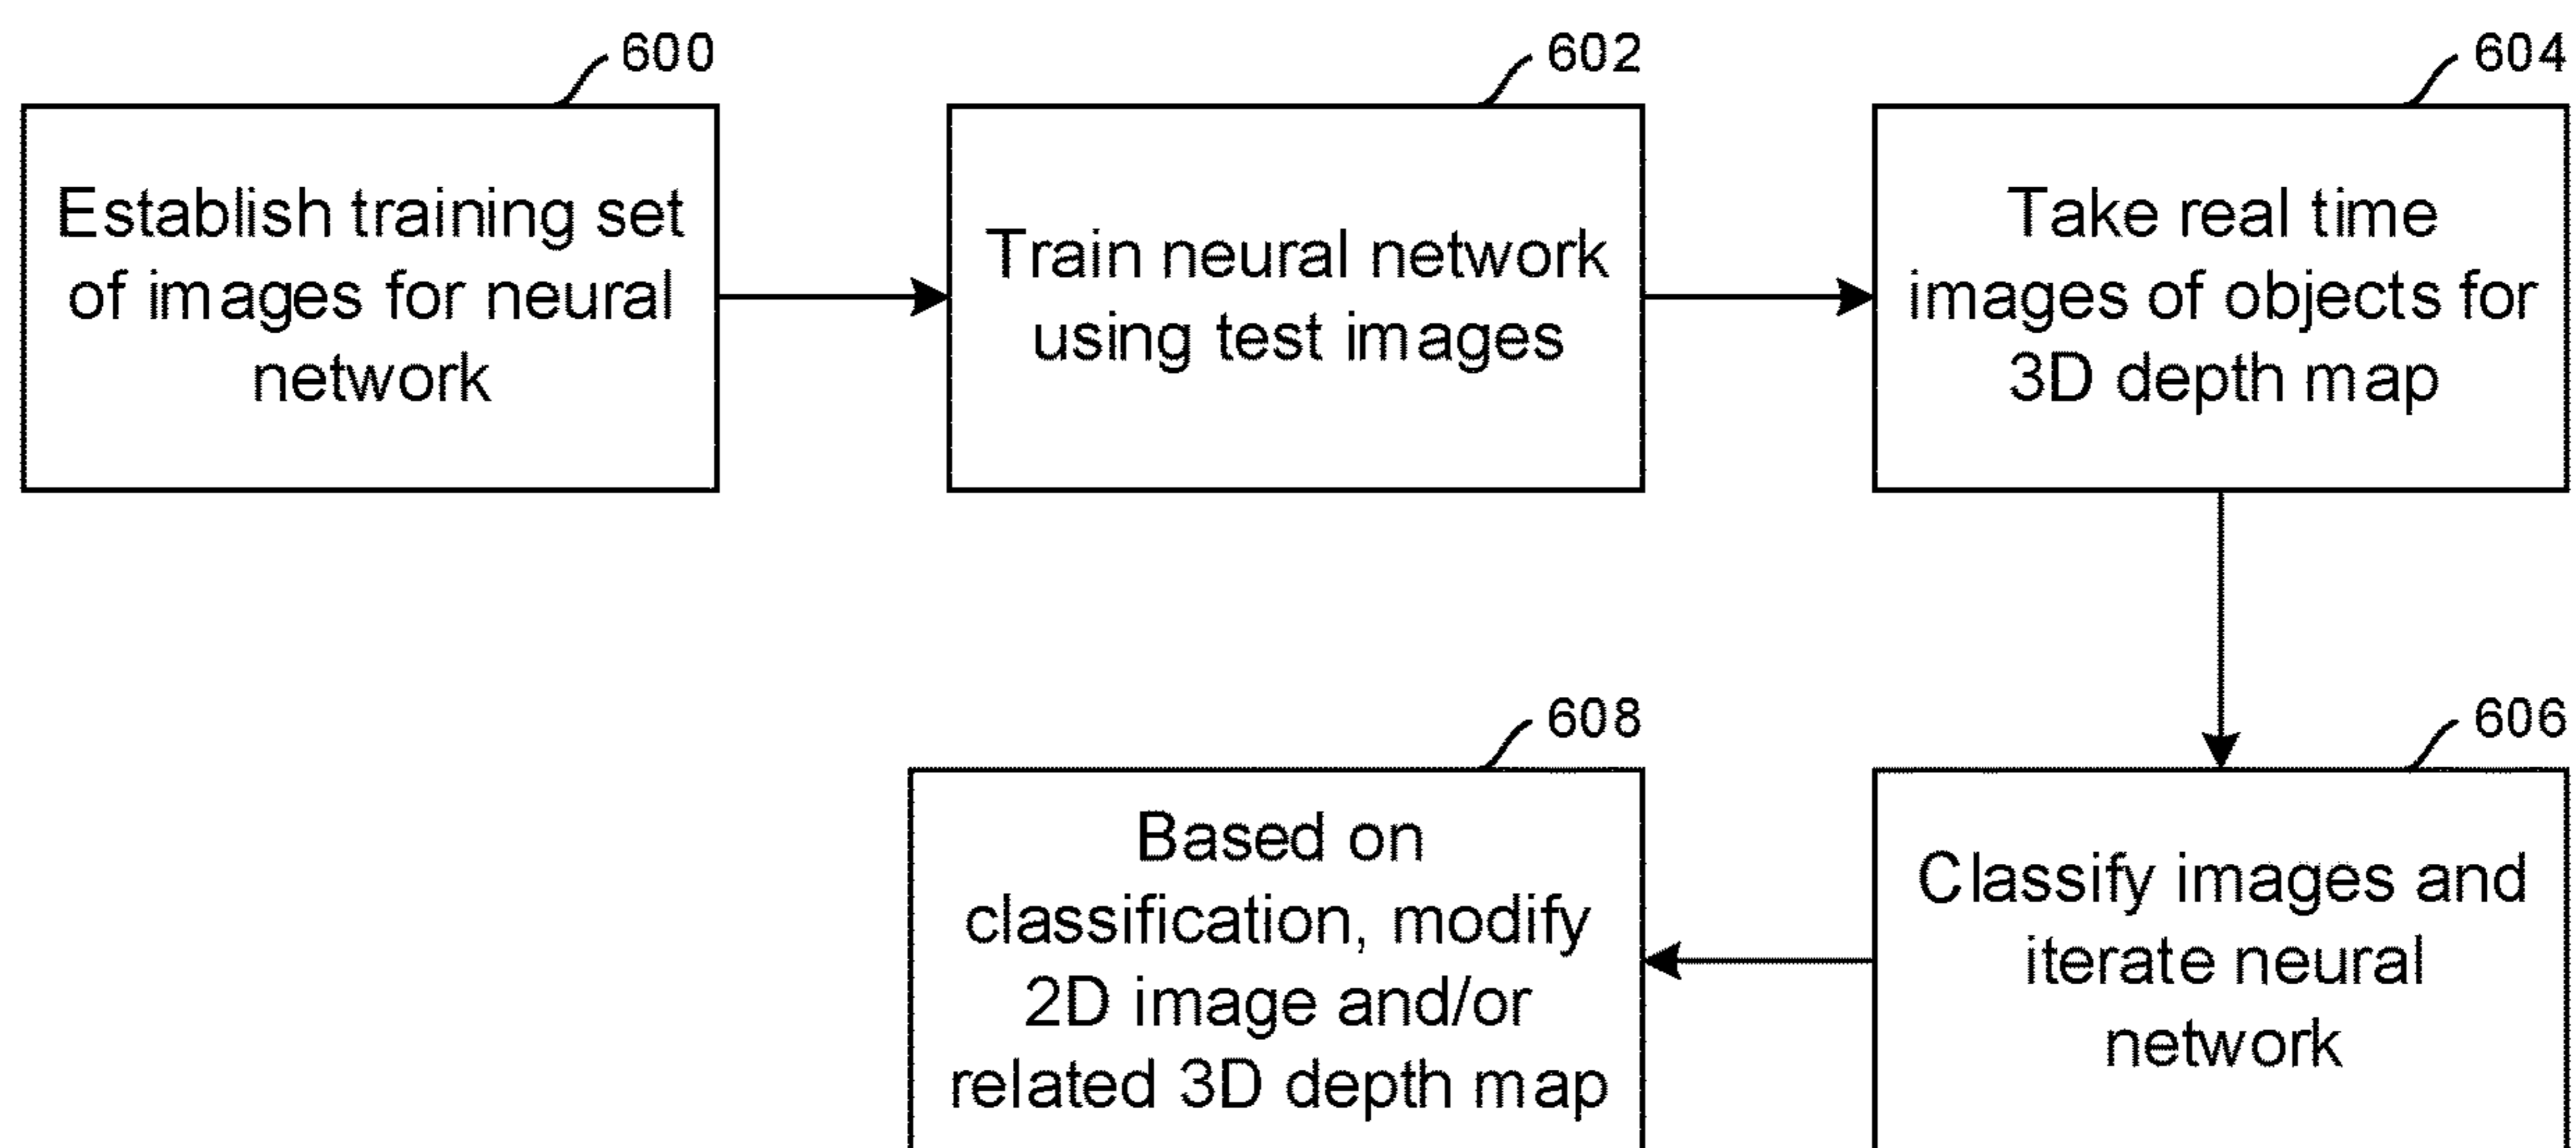 600
Establish training set
of images for neural
network
602
Train neural network
using test images
604
Take real time
images of objects for
3D depth map
606
Classify images and
iterate neural
network
608
Based on
classification, modify
2D image and/or
related 3D depth map